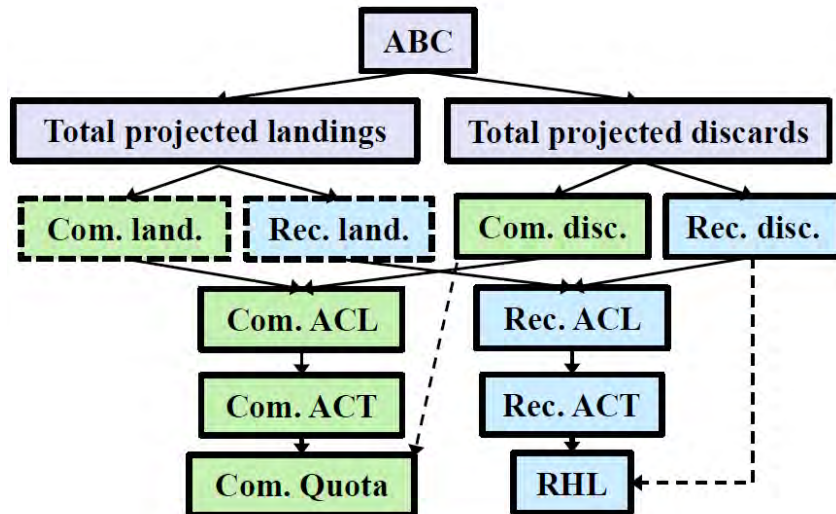 ABC
Total projected landings
Total projected discards
Com. land.
Rec. land.
Com. disc.
Rec. disc.
Com. ACL
Rec. ACL
Com. ACT
Rec. ACT
Com. Quota
RHL